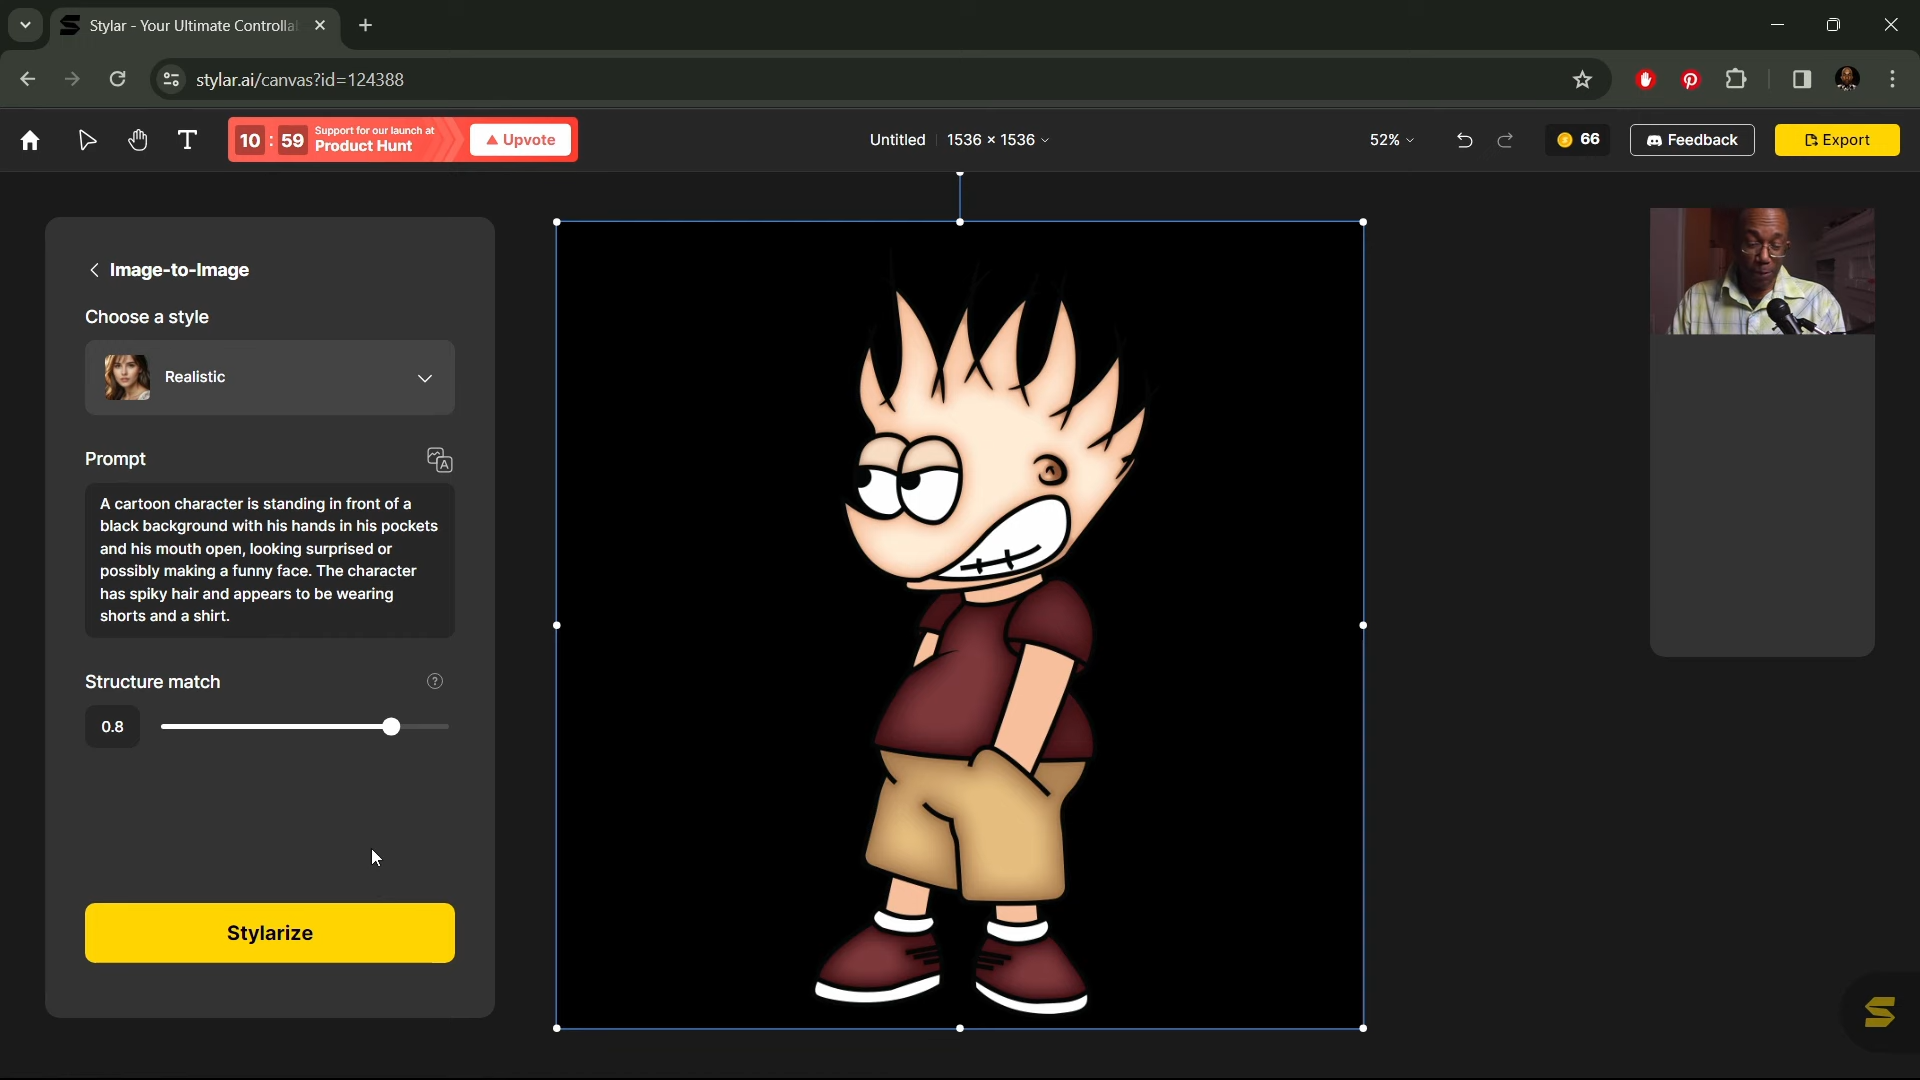 Stylar - Your Ultimate Controlla
stylar.ai/canvas?id=124388
10 : 59
Support for our launch at
Product Hunt
Upvote
Untitled
1536 × 1536
52%
66
Feedback
Export
Image-to-Image
Choose a style
Realistic
Prompt
A cartoon character is standing in front of a
black background with his hands in his pockets
and his mouth open, looking surprised or
possibly making a funny face. The character
has spiky hair and appears to be wearing
shorts and a shirt.
Structure match
?
0.8
Stylarize